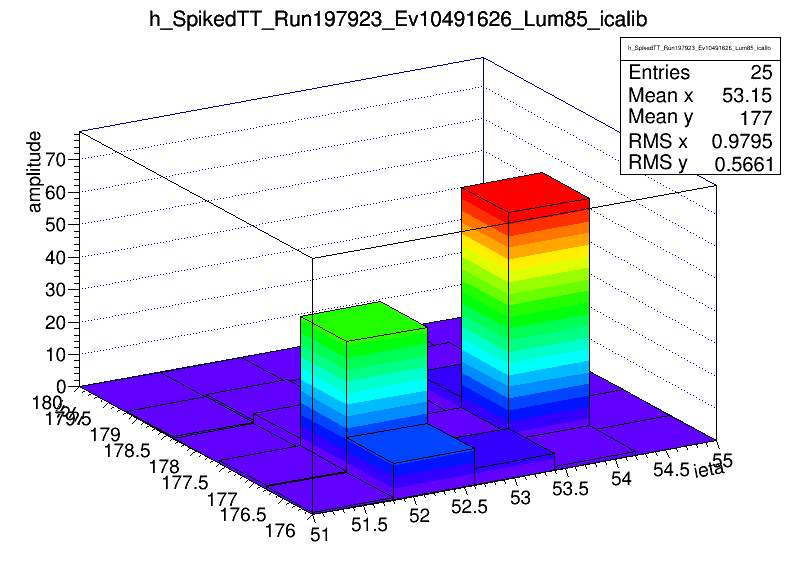 h_SpikedTT_Run197923_Ev10491626_Lum85_icalib
h_SpikedTT_Run197923_Ev10491626_Lum85_icalib
Entries 25
Mean x 53.15
Mean y 177
RMS x 0.9795
RMS y 0.5661
amplitude
70
60
50
40
30
20
10
0
180
179.5
179
178.5
178
177.5
177
176.5
176
51
51.5
52
52.5
53
53.5
54
54.5
55
ieta